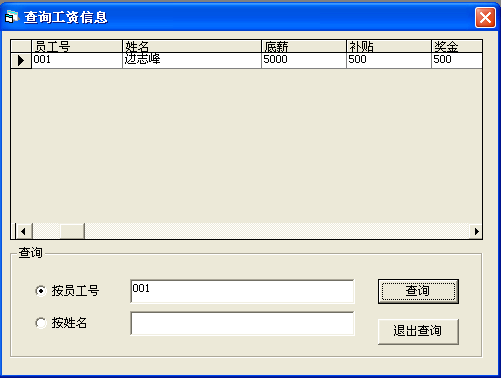 查询工资信息
员工号 姓名 底薪 补贴 奖金
001 边志峰 5000 500 500
查询
按员工号 001 查询
按姓名 退出查询